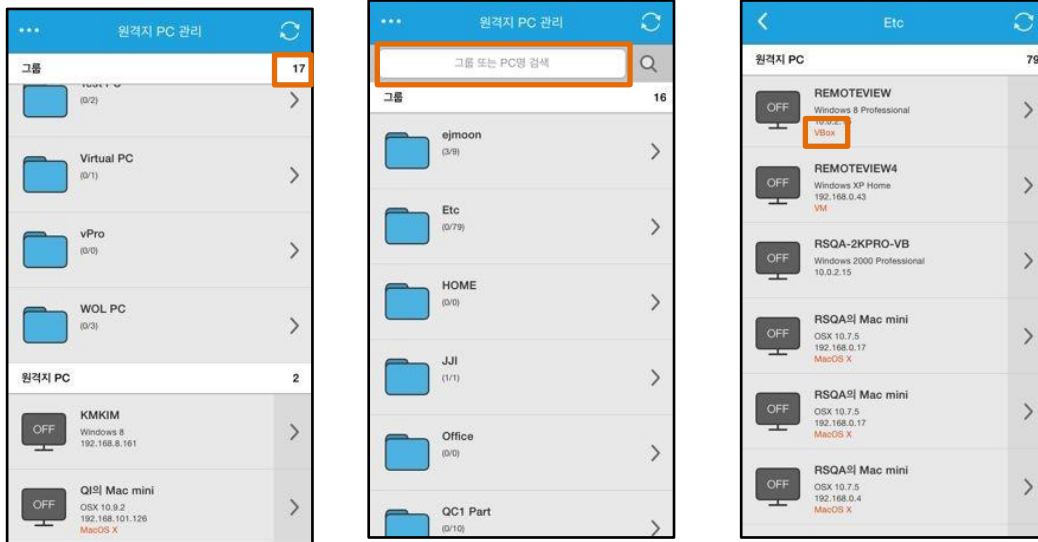 원격지 PC 관리
그룹 17
Test PC
(0/2)
Virtual PC
(0/1)
vPro
(0/0)
WOL PC
(0/3)
원격지 PC 2
OFF
KMKIM
Windows 8
192.168.8.161
OFF
QI의 Mac mini
OSX 10.9.2
192.168.101.126
MacOS X
원격지 PC 관리
그룹 또는 PC명 검색
그룹 16
ejmoon
(3/9)
Etc
(0/79)
HOME
(0/0)
JJI
(1/1)
Office
(0/0)
QC1 Part
(0/10)
Etc
원격지 PC 79
OFF
REMOTEVIEW
Windows 8 Professional
VBox
OFF
REMOTEVIEW4
Windows XP Home
192.168.0.43
VM
OFF
RSQA-2KPRO-VB
Windows 2000 Professional
10.0.2.15
OFF
RSQA의 Mac mini
OSX 10.7.5
192.168.0.17
MacOS X
OFF
RSQA의 Mac mini
OSX 10.7.5
192.168.0.17
MacOS X
OFF
RSQA의 Mac mini
OSX 10.7.5
192.168.0.4
MacOS X